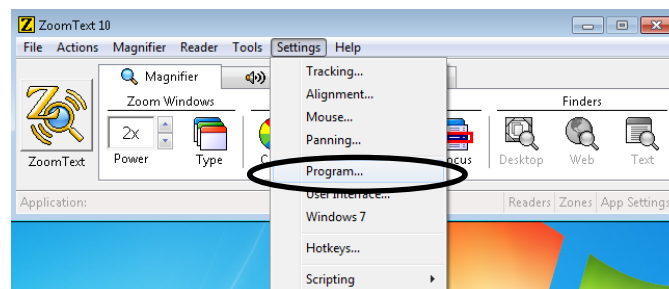 ZoomText 10
File Actions Magnifier Reader Tools Settings Help
Magnifier
Zoom Windows
Finders
2x
ZoomText
Power
Type
Desktop
Web
Text
Application:
Readers Zones App Settings
Tracking...
Alignment...
Mouse...
Panning...
Program...
User Interface...
Windows 7
Hotkeys...
Scripting